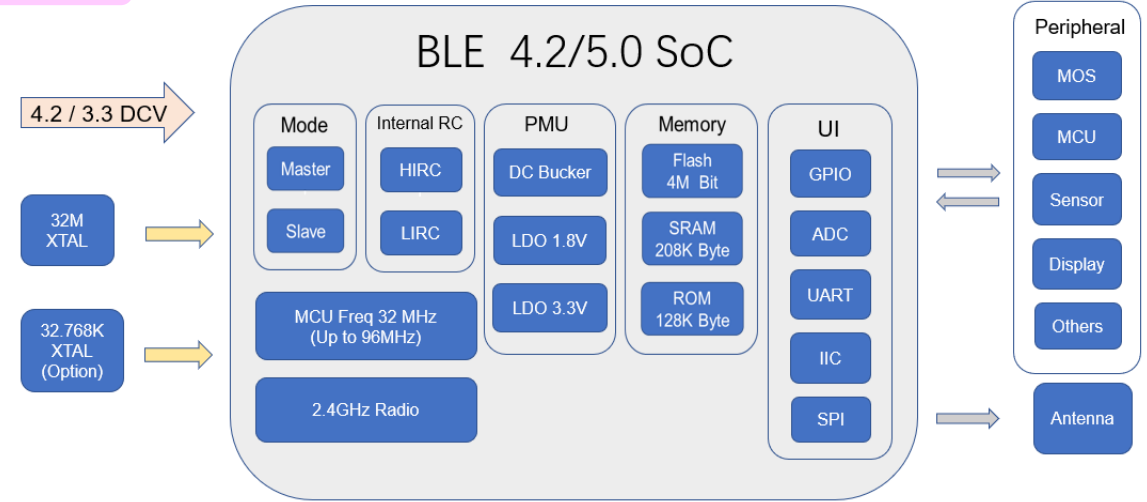 BLE 4.2/5.0 SoC
4.2 / 3.3 DCV
32M
XTAL
32.768K
XTAL
(Option)
Mode
Master
Slave
Internal RC
HIRC
LIRC
PMU
DC Bucker
LDO 1.8V
LDO 3.3V
Memory
Flash
4M Bit
SRAM
208K Byte
ROM
128K Byte
UI
GPIO
ADC
UART
IIC
SPI
MCU Freq 32 MHz
(Up to 96MHz)
2.4GHz Radio
Peripheral
MOS
MCU
Sensor
Display
Others
Antenna